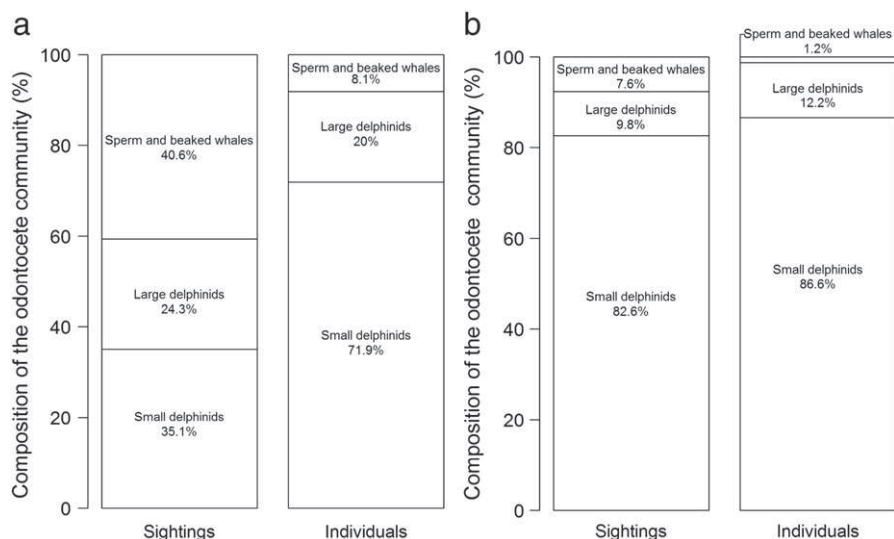 a
Composition of the odontocete community (%)
100
80
60
40
20
0
Sperm and beaked whales
40.6%
Large delphinids
24.3%
Small delphinids
35.1%
Sightings
Sperm and beaked whales
8.1%
Large delphinids
20%
Small delphinids
71.9%
Individuals
b
Composition of the odontocete community (%)
100
80
60
40
20
0
Sperm and beaked whales
7.6%
Large delphinids
9.8%
Small delphinids
82.6%
Sightings
Sperm and beaked whales
1.2%
Large delphinids
12.2%
Small delphinids
86.6%
Individuals